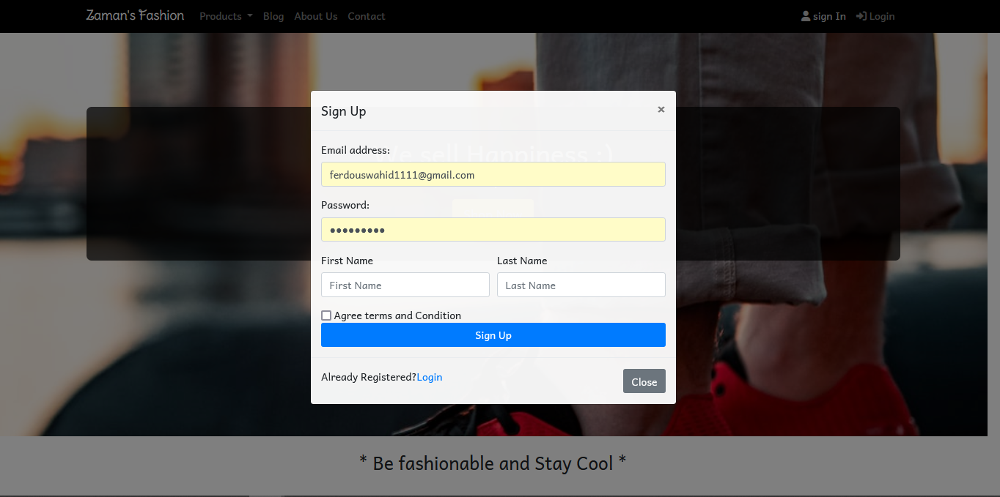 Zaman's Fashion Products Blog About Us Contact sign In Login
Sign Up ×
We sell Happiness :)
Email address:
ferdouswahid1111@gmail.com
Password:
●●●●●●●●●
First Name Last Name
First Name Last Name
Agree terms and Condition
Sign Up
Already Registered?Login
Close
* Be fashionable and Stay Cool *